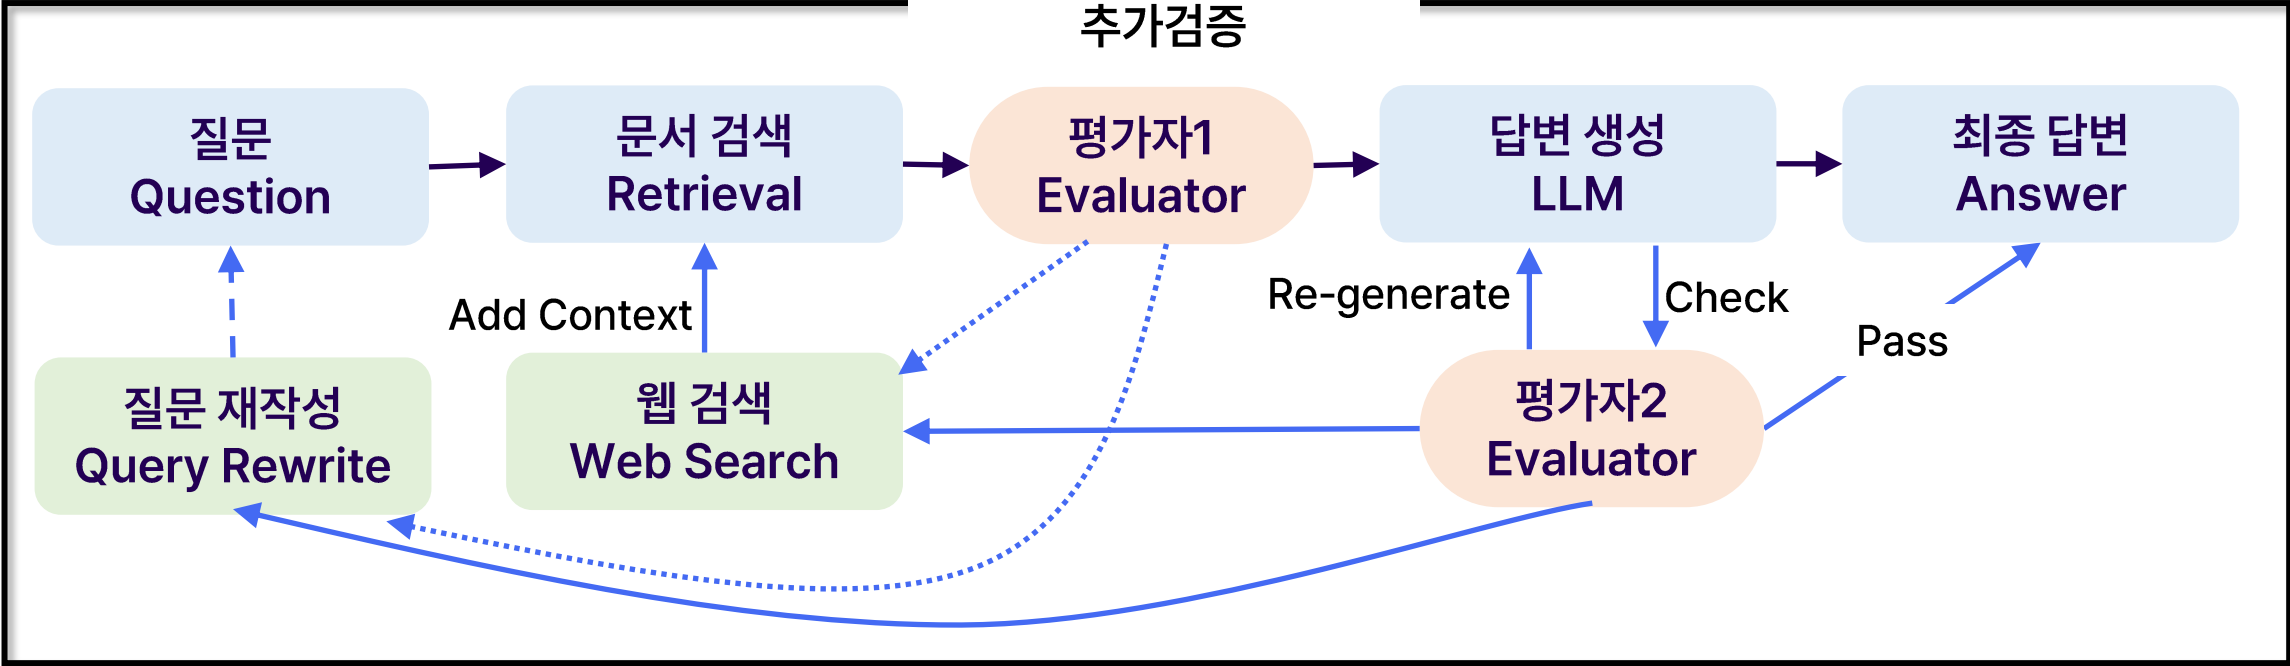 추가검증
질문
Question
문서 검색
Retrieval
평가자1
Evaluator
답변 생성
LLM
최종 답변
Answer
Add Context
Re-generate
Check
Pass
질문 재작성
Query Rewrite
웹 검색
Web Search
평가자2
Evaluator